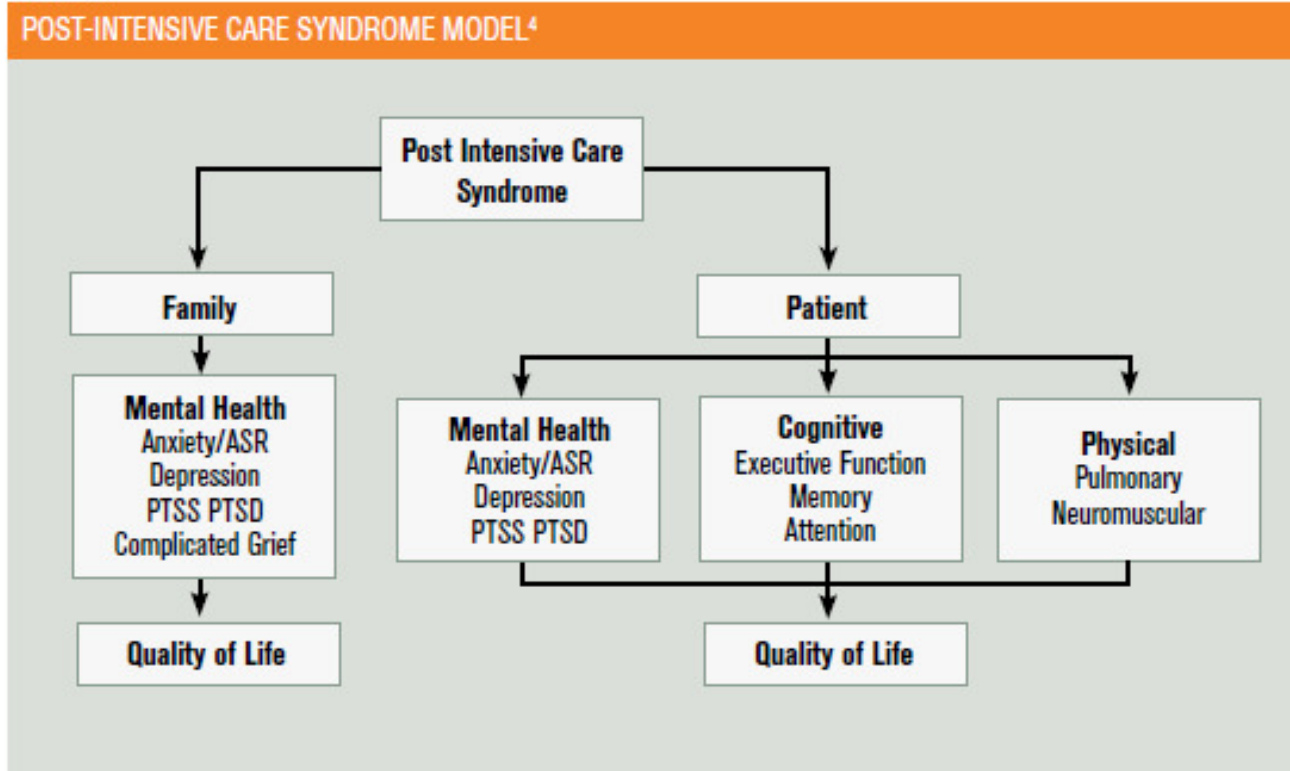 POST-INTENSIVE CARE SYNDROME MODEL⁴
Post Intensive Care
Syndrome
Family
Patient
Mental Health
Anxiety/ASR
Depression
PTSS PTSD
Complicated Grief
Mental Health
Anxiety/ASR
Depression
PTSS PTSD
Cognitive
Executive Function
Memory
Attention
Physical
Pulmonary
Neuromuscular
Quality of Life
Quality of Life